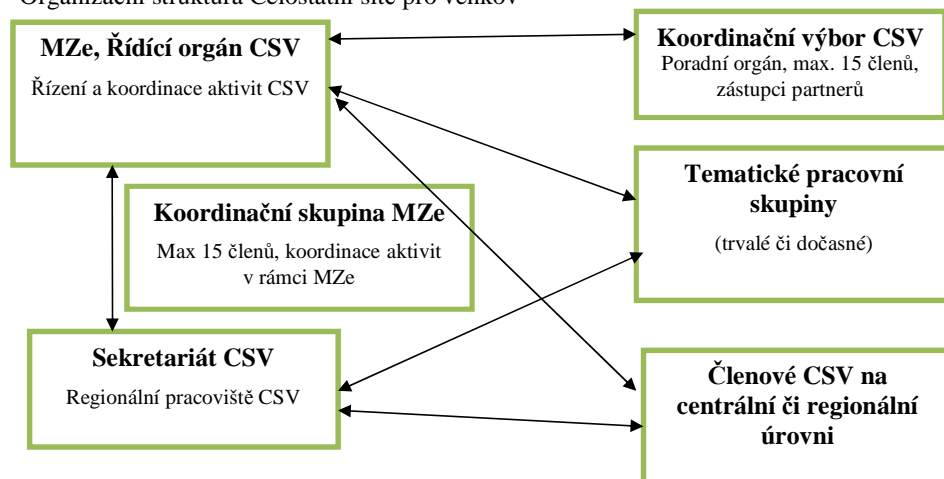 Organizační struktura Celostátní sítě pro venkov
MZe, Řídící orgán CSV
Řízení a koordinace aktivit CSV
Koordinační výbor CSV
Poradní orgán, max. 15 členů,
zástupci partnerů
Tematické pracovní
skupiny
(trvalé či dočasné)
Koordinační skupina MZe
Max 15 členů, koordinace aktivit
v rámci MZe
Sekretariát CSV
Regionální pracoviště CSV
Členové CSV na
centrální či regionální
úrovni